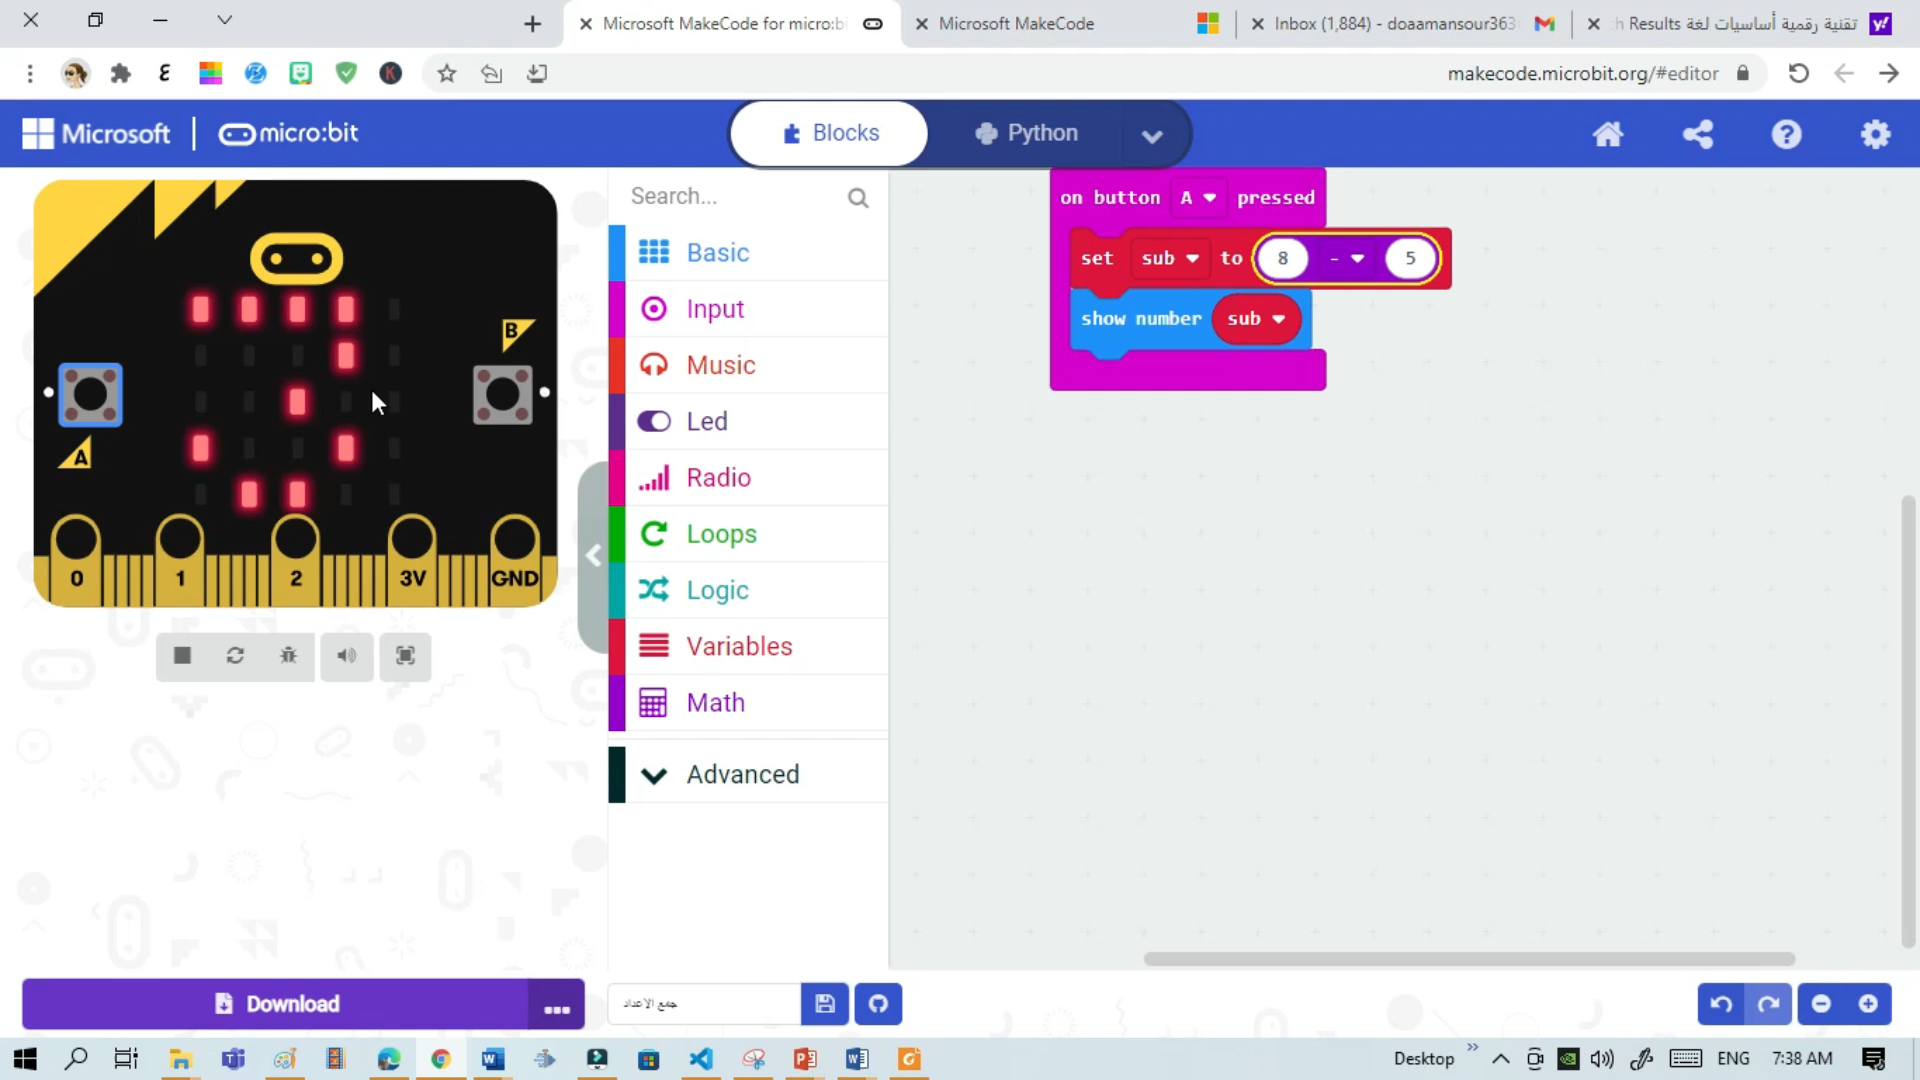 Microsoft MakeCode for micro:bi
Microsoft MakeCode
Inbox (1,884) - doaamansour363
h Results تقنية رقمية أساسيات لغة
makecode.microbit.org/#editor
Microsoft
micro:bit
Blocks
Python
Search...
Basic
Input
Music
Led
Radio
Loops
Logic
Variables
Math
Advanced
on button A pressed
set sub to 8 - 5
show number sub
B
A
0
1
2
3V
GND
Download
جمع الاعداد
Desktop
ENG
7:38 AM